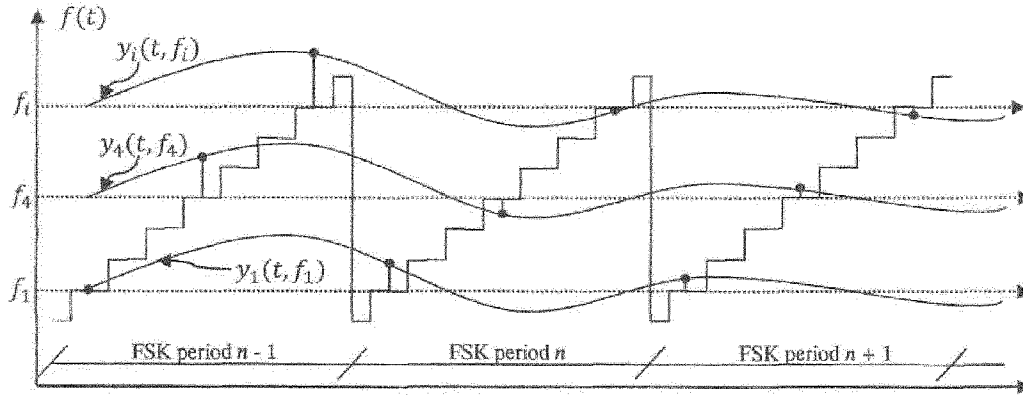 f(t)
y_i(t, f_i)
f_i
y_4(t, f_4)
f_4
y_1(t, f_1)
f_1
FSK period n - 1
FSK period n
FSK period n + 1